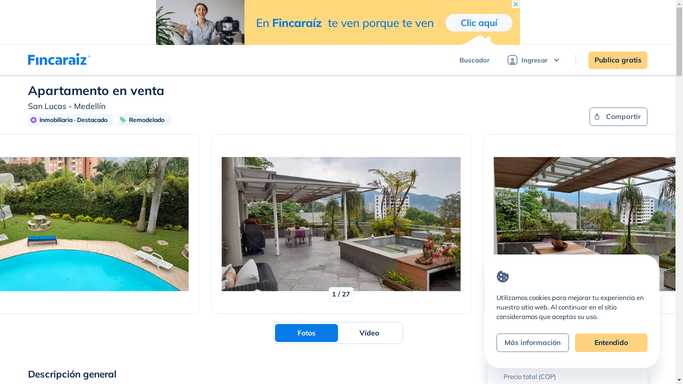 En Fincaraíz te ven porque te ven
Clic aquí
Fincaraíz
Buscador
Ingresar
Publica gratis
Apartamento en venta
San Lucas - Medellín
Inmobiliaria · Destacado
Remodelado
Compartir
1 / 27
Fotos
Vídeo
Utilizamos cookies para mejorar tu experiencia en
nuestro sitio web. Al continuar en el sitio
consideramos que aceptas su uso.
Más información
Entendido
Descripción general
Precio total (COP)